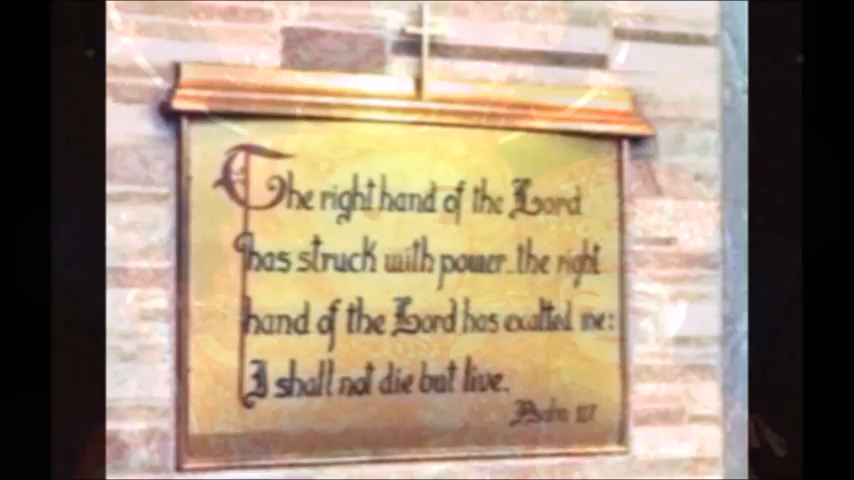 The right hand of the Lord
has struck with power. the right
hand of the Lord has exalted me:
I shall not die but live.
Psalm 117